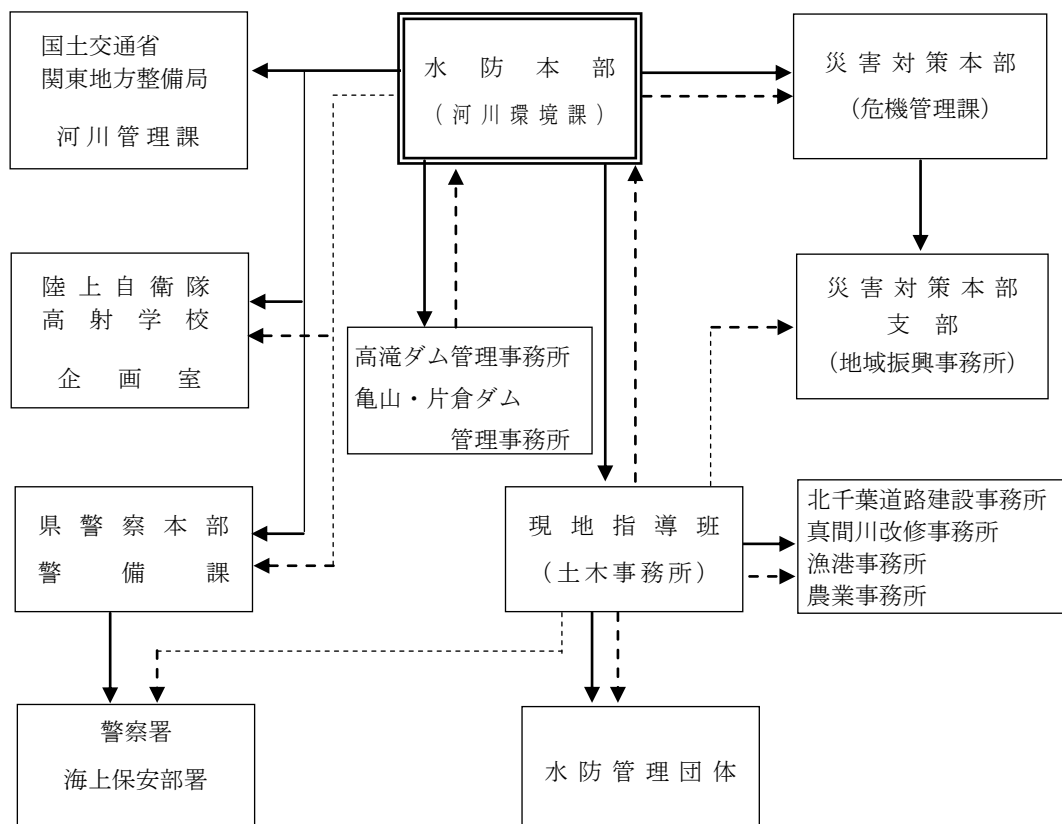 国土交通省
関東地方整備局
河川管理課
水防本部
（河川環境課）
災害対策本部
（危機管理課）
陸上自衛隊
高射学校
企画室
高滝ダム管理事務所
亀山・片倉ダム
管理事務所
災害対策本部
支部
（地域振興事務所）
県警察本部
警備課
現地指導班
（土木事務所）
北千葉道路建設事務所
真間川改修事務所
漁港事務所
農業事務所
警察署
海上保安部署
水防管理団体